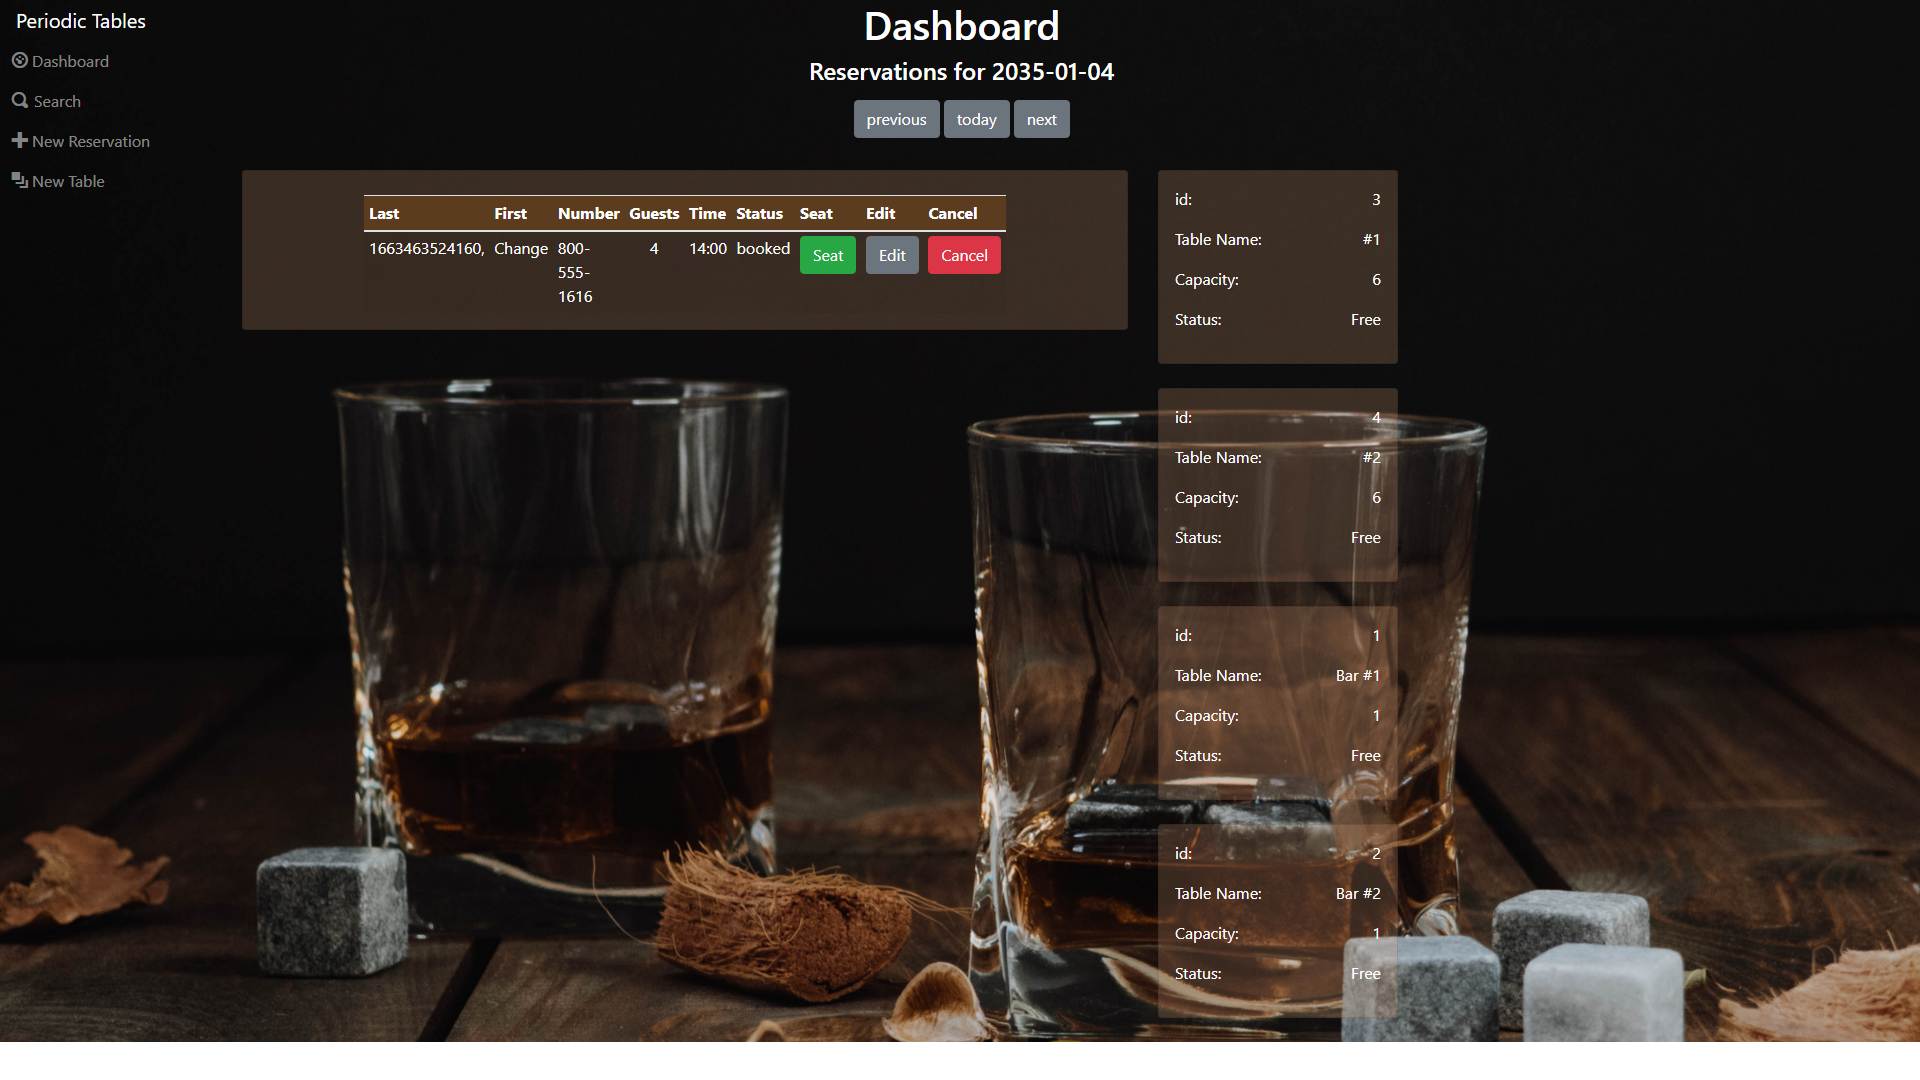 Periodic Tables
Dashboard
Search
New Reservation
New Table
Dashboard
Reservations for 2035-01-04
previous today next
Last First Number Guests Time Status Seat Edit Cancel
1663463524160, Change 800-555-1616 4 14:00 booked Seat Edit Cancel
id: 3
Table Name: #1
Capacity: 6
Status: Free
id: 4
Table Name: #2
Capacity: 6
Status: Free
id: 1
Table Name: Bar #1
Capacity: 1
Status: Free
id: 2
Table Name: Bar #2
Capacity: 1
Status: Free